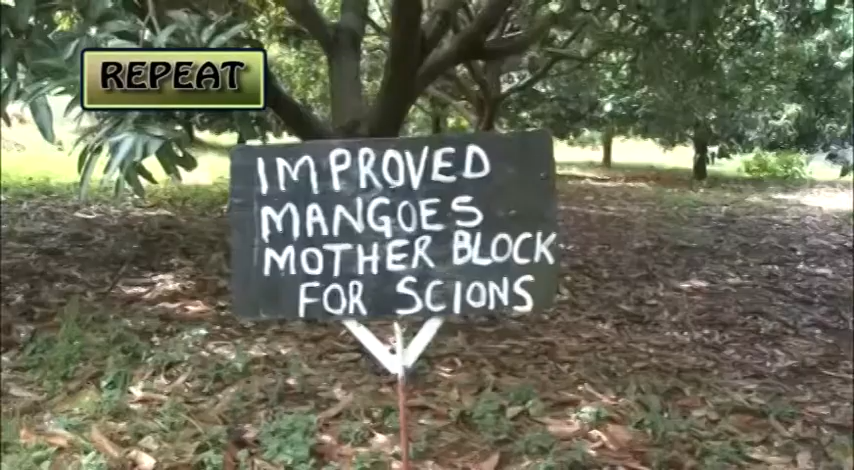 REPEAT
IMPROVED
MANGOES
MOTHER BLOCK
FOR SCIONS